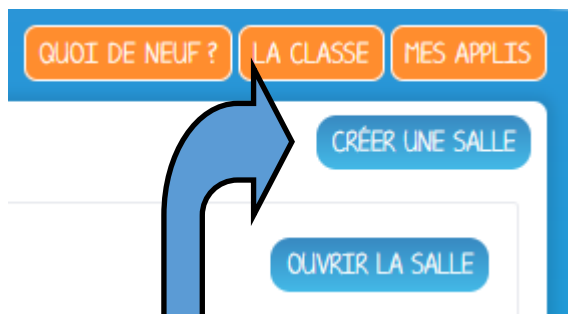 QUOI DE NEUF ? LA CLASSE MES APPLIS
CRÉER UNE SALLE
OUVRIR LA SALLE